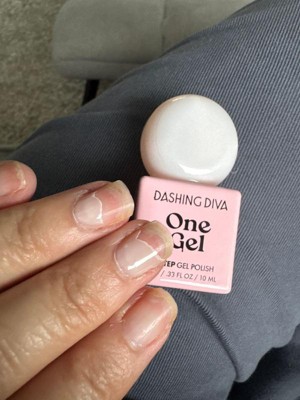 DASHING DIVA
One
Gel
STEP GEL POLISH
.33 FL OZ / 10 ML